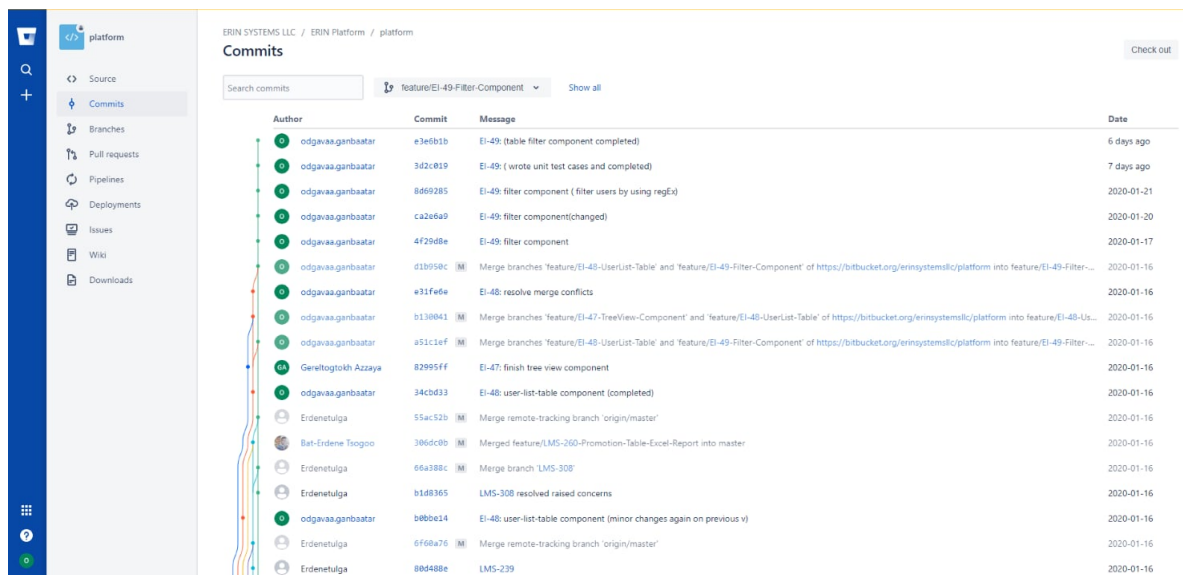 platform
Source
Commits
Branches
Pull requests
Pipelines
Deployments
Issues
Wiki
Downloads
ERIN SYSTEMS LLC / ERIN Platform / platform
Commits
Check out
Search commits
feature/EI-49-Filter-Component
Show all
Author Commit Message Date
O odgavaa.ganbaatar e3e6b1b EI-49: (table filter component completed) 6 days ago
O odgavaa.ganbaatar 3d2c019 EI-49: ( wrote unit test cases and completed) 7 days ago
O odgavaa.ganbaatar 8d69285 EI-49: filter component ( filter users by using regEx) 2020-01-21
O odgavaa.ganbaatar ca2e6a9 EI-49: filter component(changed) 2020-01-20
O odgavaa.ganbaatar 4f29d8e EI-49: filter component 2020-01-17
O odgavaa.ganbaatar d1b950c M Merge branches 'feature/EI-48-UserList-Table' and 'feature/EI-49-Filter-Component' of https://bitbucket.org/erinsystemsllc/platform into feature/EI-49-Filter-... 2020-01-16
O odgavaa.ganbaatar e31fe6e EI-48: resolve merge conflicts 2020-01-16
O odgavaa.ganbaatar b130041 M Merge branches 'feature/EI-47-TreeView-Component' and 'feature/EI-48-UserList-Table' of https://bitbucket.org/erinsystemsllc/platform into feature/EI-48-Us... 2020-01-16
O odgavaa.ganbaatar a51c1ef M Merge branches 'feature/EI-48-UserList-Table' and 'feature/EI-49-Filter-Component' of https://bitbucket.org/erinsystemsllc/platform into feature/EI-49-Filter-... 2020-01-16
GA Gereltogtokh Azzaya 82995ff EI-47: finish tree view component 2020-01-16
O odgavaa.ganbaatar 34cbd33 EI-48: user-list-table component (completed) 2020-01-16
Erdenetulga 55ac52b M Merge remote-tracking branch 'origin/master' 2020-01-16
Bat-Erdene Tsogoo 306dc0b M Merged feature/LMS-260-Promotion-Table-Excel-Report into master 2020-01-16
Erdenetulga 66a388c M Merge branch 'LMS-308' 2020-01-16
Erdenetulga b1d8365 LMS-308 resolved raised concerns 2020-01-16
O odgavaa.ganbaatar b0bbe14 EI-48: user-list-table component (minor changes again on previous v) 2020-01-16
Erdenetulga 6f60a76 M Merge remote-tracking branch 'origin/master' 2020-01-16
Erdenetulga 80d488e LMS-239 2020-01-16
O